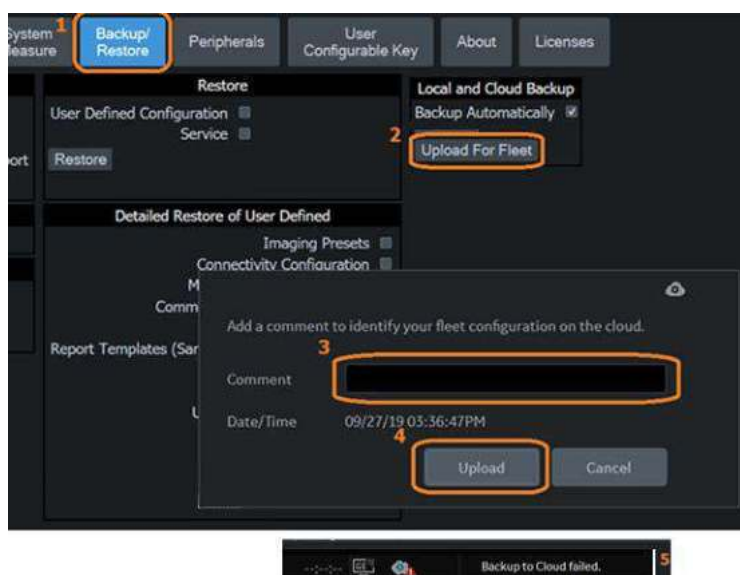 1
System
Measure
Backup/
Restore
Peripherals
User
Configurable Key
About
Licenses
Restore
User Defined Configuration
Service
Restore
ort
Local and Cloud Backup
Backup Automatically
2
Upload For Fleet
Detailed Restore of User Defined
Imaging Presets
Connectivity Configuration
M
Comm
Report Templates (Sar
U
Add a comment to identify your fleet configuration on the cloud.
3
Comment
Date/Time 09/27/19 03:36:47PM
4
Upload Cancel
--:--:-- Backup to Cloud failed. 5